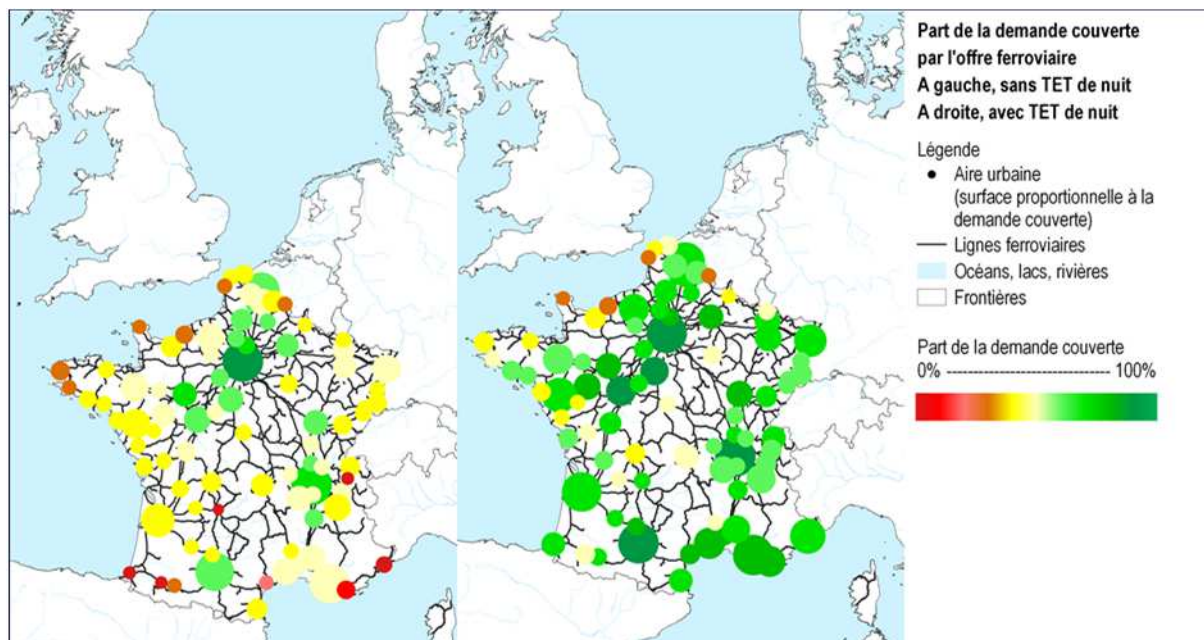 Part de la demande couverte
par l'offre ferroviaire
A gauche, sans TET de nuit
A droite, avec TET de nuit
Légende
Aire urbaine
(surface proportionnelle à la
demande couverte)
Lignes ferroviaires
Océans, lacs, rivières
Frontières
Part de la demande couverte
0% -------------------------------- 100%